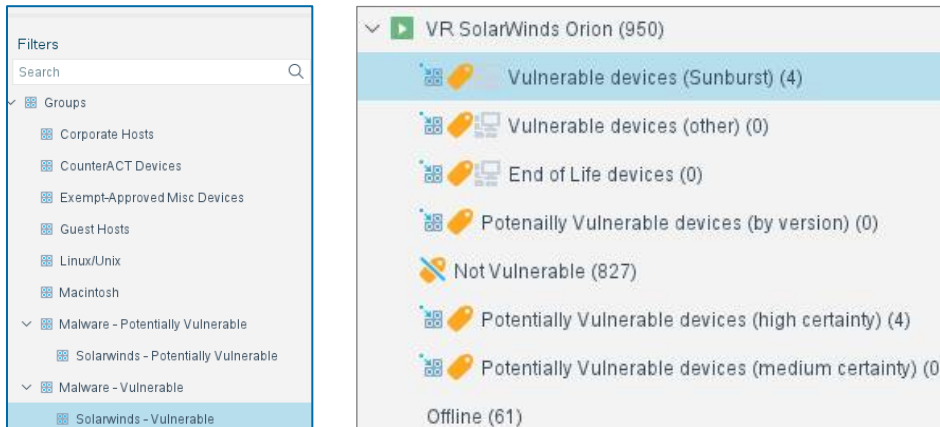 Filters
Search
Groups
Corporate Hosts
CounterACT Devices
Exempt-Approved Misc Devices
Guest Hosts
Linux/Unix
Macintosh
Malware - Potentially Vulnerable
Solarwinds - Potentially Vulnerable
Malware - Vulnerable
Solarwinds - Vulnerable
VR SolarWinds Orion (950)
Vulnerable devices (Sunburst) (4)
Vulnerable devices (other) (0)
End of Life devices (0)
Potenailly Vulnerable devices (by version) (0)
Not Vulnerable (827)
Potentially Vulnerable devices (high certainty) (4)
Potentially Vulnerable devices (medium certainty) (0
Offline (61)